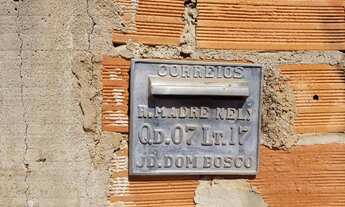 CORREIOS
R. MADRE NELY
QD. 07 LT. 17
JD. DOM BOSCO